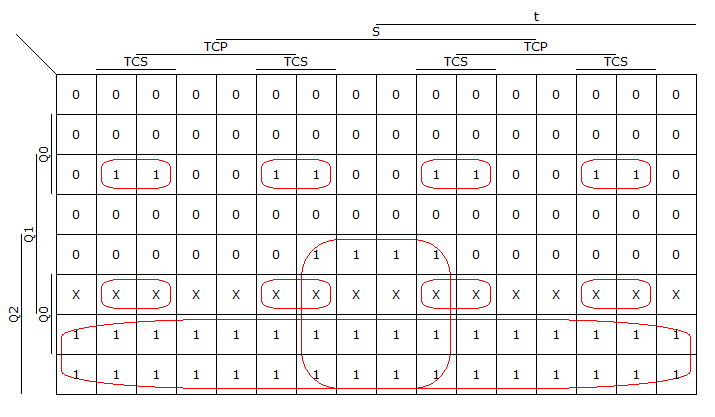 t
S
TCP TCP
TCS TCS TCS TCS
0 0 0 0 0 0 0 0 0 0 0 0 0 0 0 0
0 0 0 0 0 0 0 0 0 0 0 0 0 0 0 0
Q0
0 1 1 0 0 1 1 0 0 1 1 0 0 1 1 0
0 0 0 0 0 0 0 0 0 0 0 0 0 0 0 0
Q1
0 0 0 0 0 0 1 1 1 1 0 0 0 0 0 0
X X X X X X X X X X X X X X X X
Q2 Q0
1 1 1 1 1 1 1 1 1 1 1 1 1 1 1 1
1 1 1 1 1 1 1 1 1 1 1 1 1 1 1 1